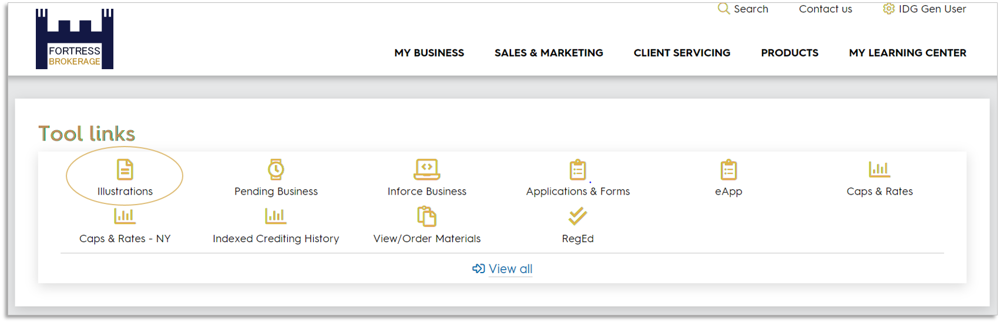 Search Contact us IDG Gen User
FORTRESS
BROKERAGE
MY BUSINESS SALES & MARKETING CLIENT SERVICING PRODUCTS MY LEARNING CENTER
Tool links
Illustrations Pending Business Inforce Business Applications & Forms eApp Caps & Rates
Caps & Rates - NY Indexed Crediting History View/Order Materials RegEd
View all